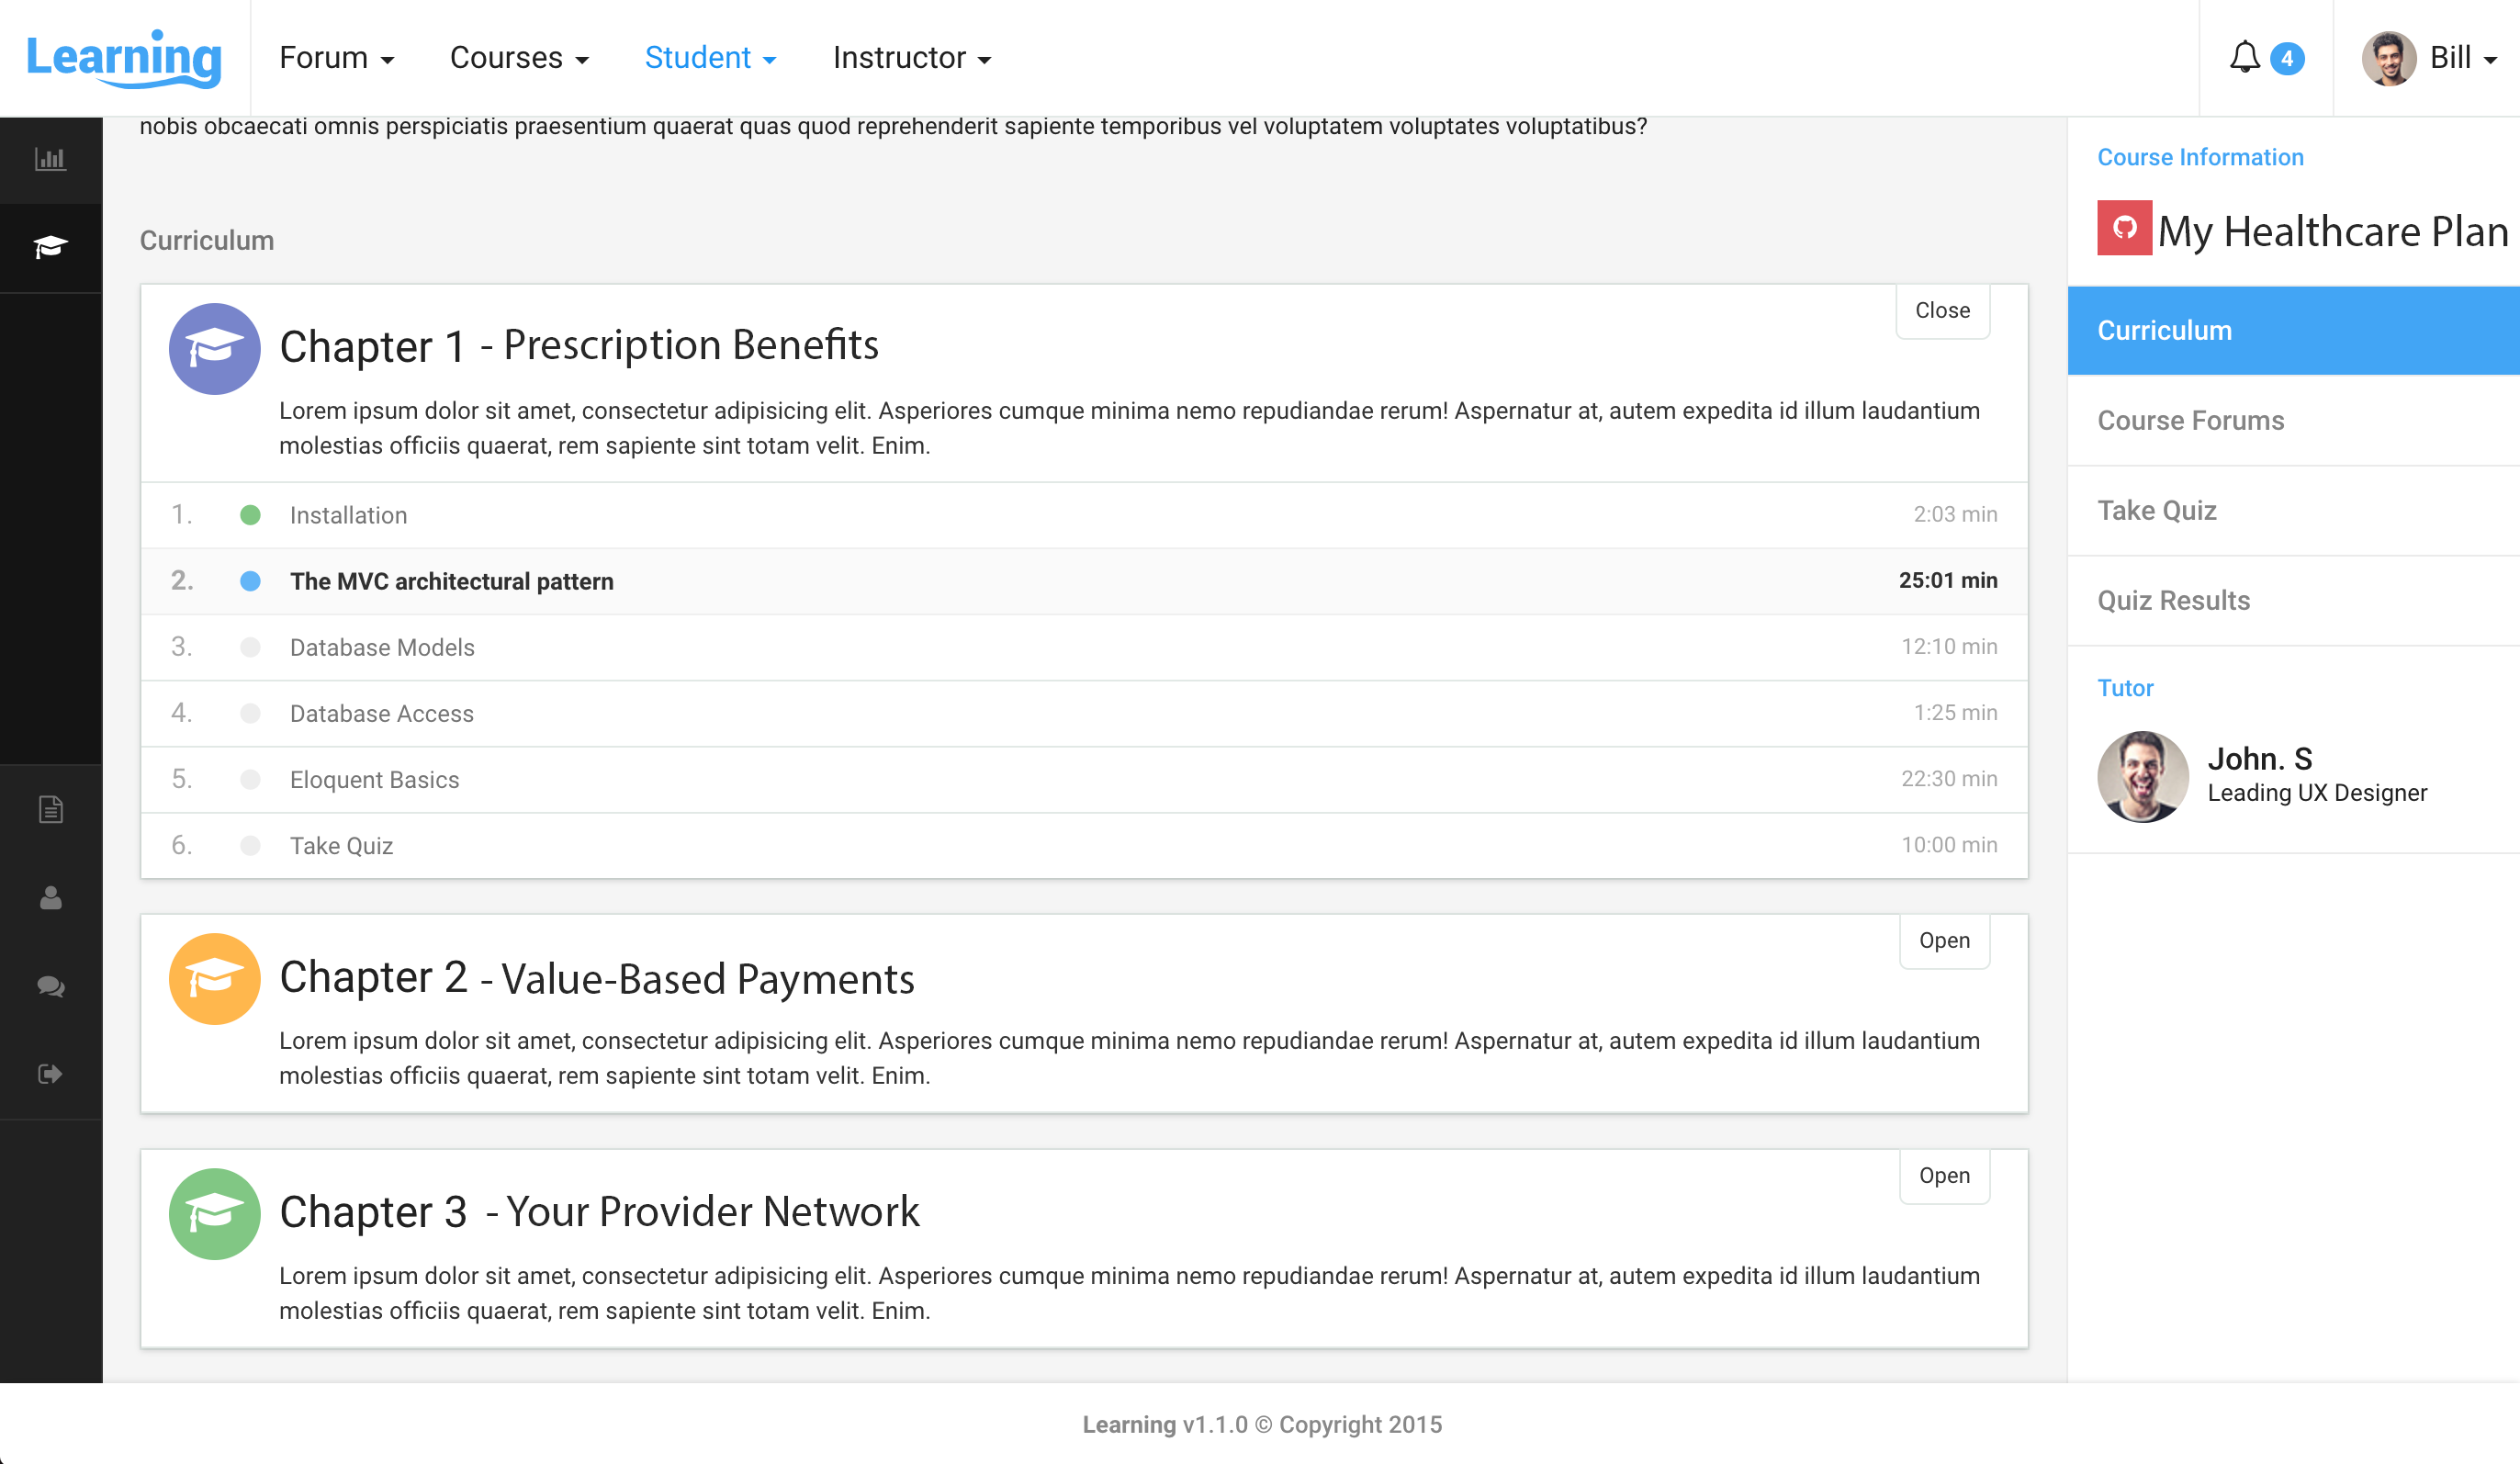 Learning
Forum
Courses
Student
Instructor
4
Bill
nobis obcaecati omnis perspiciatis praesentium quaerat quas quod reprehenderit sapiente temporibus vel voluptatem voluptates voluptatibus?
Curriculum
Chapter 1 - Prescription Benefits
Close
Lorem ipsum dolor sit amet, consectetur adipisicing elit. Asperiores cumque minima nemo repudiandae rerum! Aspernatur at, autem expedita id illum laudantium
molestias officiis quaerat, rem sapiente sint totam velit. Enim.
1. Installation 2:03 min
2. The MVC architectural pattern 25:01 min
3. Database Models 12:10 min
4. Database Access 1:25 min
5. Eloquent Basics 22:30 min
6. Take Quiz 10:00 min
Chapter 2 - Value-Based Payments
Open
Lorem ipsum dolor sit amet, consectetur adipisicing elit. Asperiores cumque minima nemo repudiandae rerum! Aspernatur at, autem expedita id illum laudantium
molestias officiis quaerat, rem sapiente sint totam velit. Enim.
Chapter 3 - Your Provider Network
Open
Lorem ipsum dolor sit amet, consectetur adipisicing elit. Asperiores cumque minima nemo repudiandae rerum! Aspernatur at, autem expedita id illum laudantium
molestias officiis quaerat, rem sapiente sint totam velit. Enim.
Course Information
My Healthcare Plan
Curriculum
Course Forums
Take Quiz
Quiz Results
Tutor
John. S
Leading UX Designer
Learning v1.1.0 © Copyright 2015